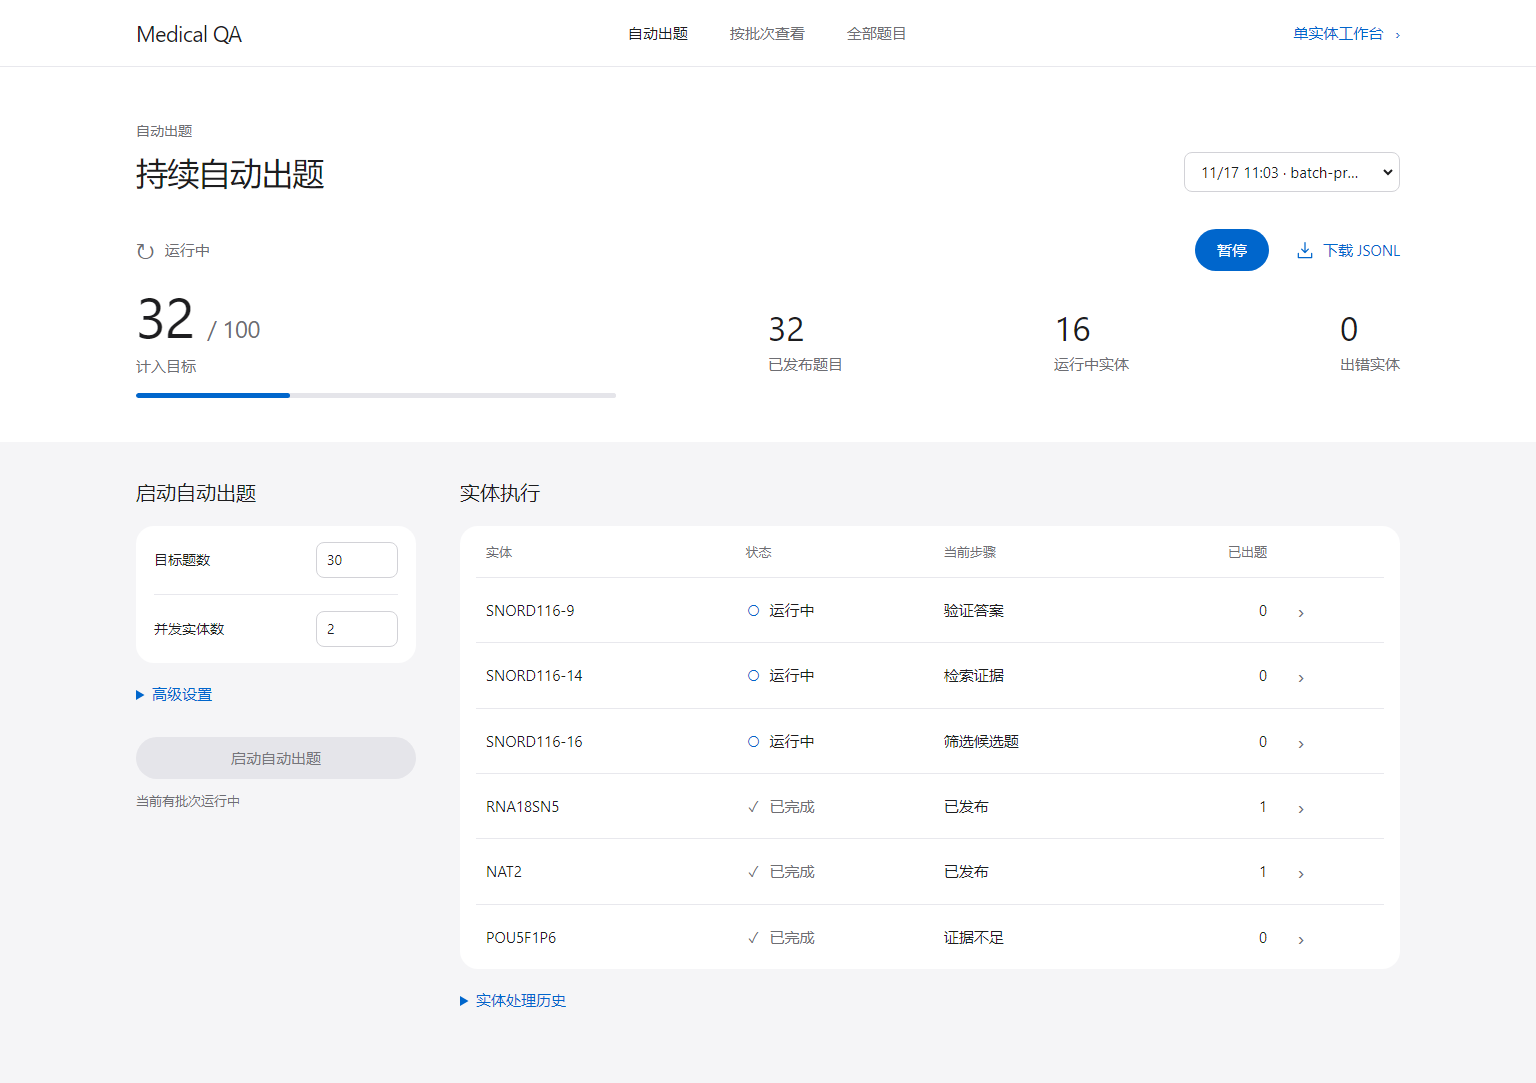 Medical QA
自动出题 按批次查看 全部题目
单实体工作台 ›
自动出题
持续自动出题
11/17 11:03 · batch-pr...
运行中
暂停
下载 JSONL
32 / 100
计入目标
32
已发布题目
16
运行中实体
0
出错实体
启动自动出题
目标题数 30
并发实体数 2
高级设置
启动自动出题
当前有批次运行中
实体执行
实体 状态 当前步骤 已出题
SNORD116-9 运行中 验证答案 0 ›
SNORD116-14 运行中 检索证据 0 ›
SNORD116-16 运行中 筛选候选题 0 ›
RNA18SN5 ✓ 已完成 已发布 1 ›
NAT2 ✓ 已完成 已发布 1 ›
POU5F1P6 ✓ 已完成 证据不足 0 ›
实体处理历史